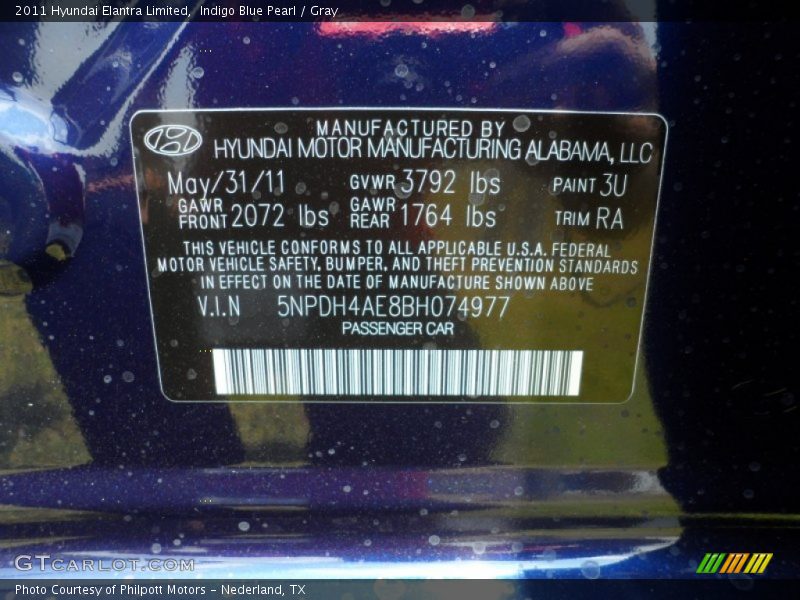 2011 Hyundai Elantra Limited, Indigo Blue Pearl / Gray
MANUFACTURED BY
HYUNDAI MOTOR MANUFACTURING ALABAMA, LLC
May/31/11 GVWR 3792 lbs PAINT 3U
GAWR FRONT 2072 lbs GAWR REAR 1764 lbs TRIM RA
THIS VEHICLE CONFORMS TO ALL APPLICABLE U.S.A. FEDERAL
MOTOR VEHICLE SAFETY, BUMPER, AND THEFT PREVENTION STANDARDS
IN EFFECT ON THE DATE OF MANUFACTURE SHOWN ABOVE
V.I.N 5NPDH4AE8BH074977
PASSENGER CAR
GTCARLOT.COM
Photo Courtesy of Philpott Motors - Nederland, TX